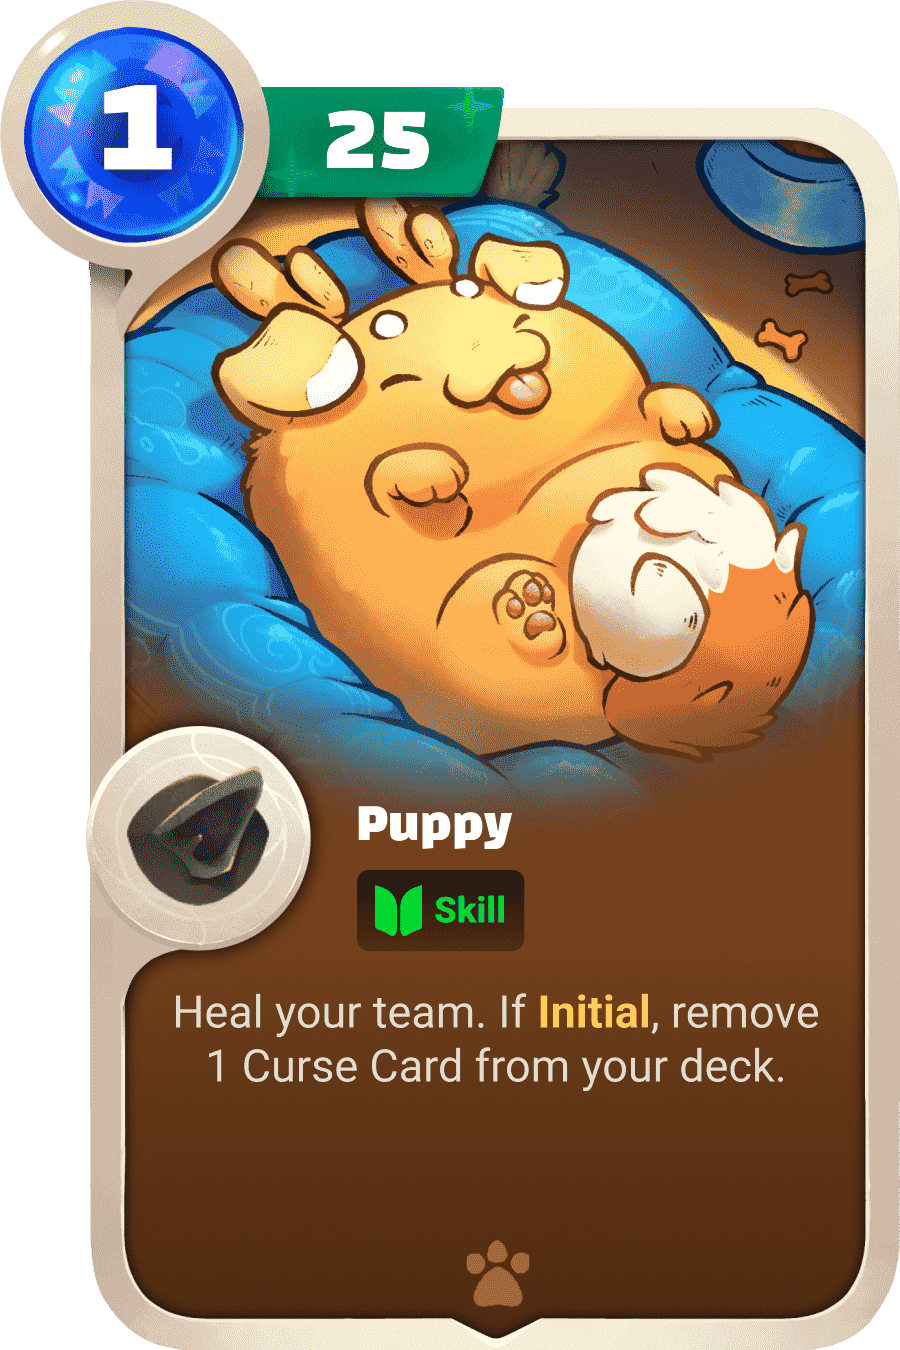 1
25
Puppy
Skill
Heal your team. If Initial, remove
1 Curse Card from your deck.